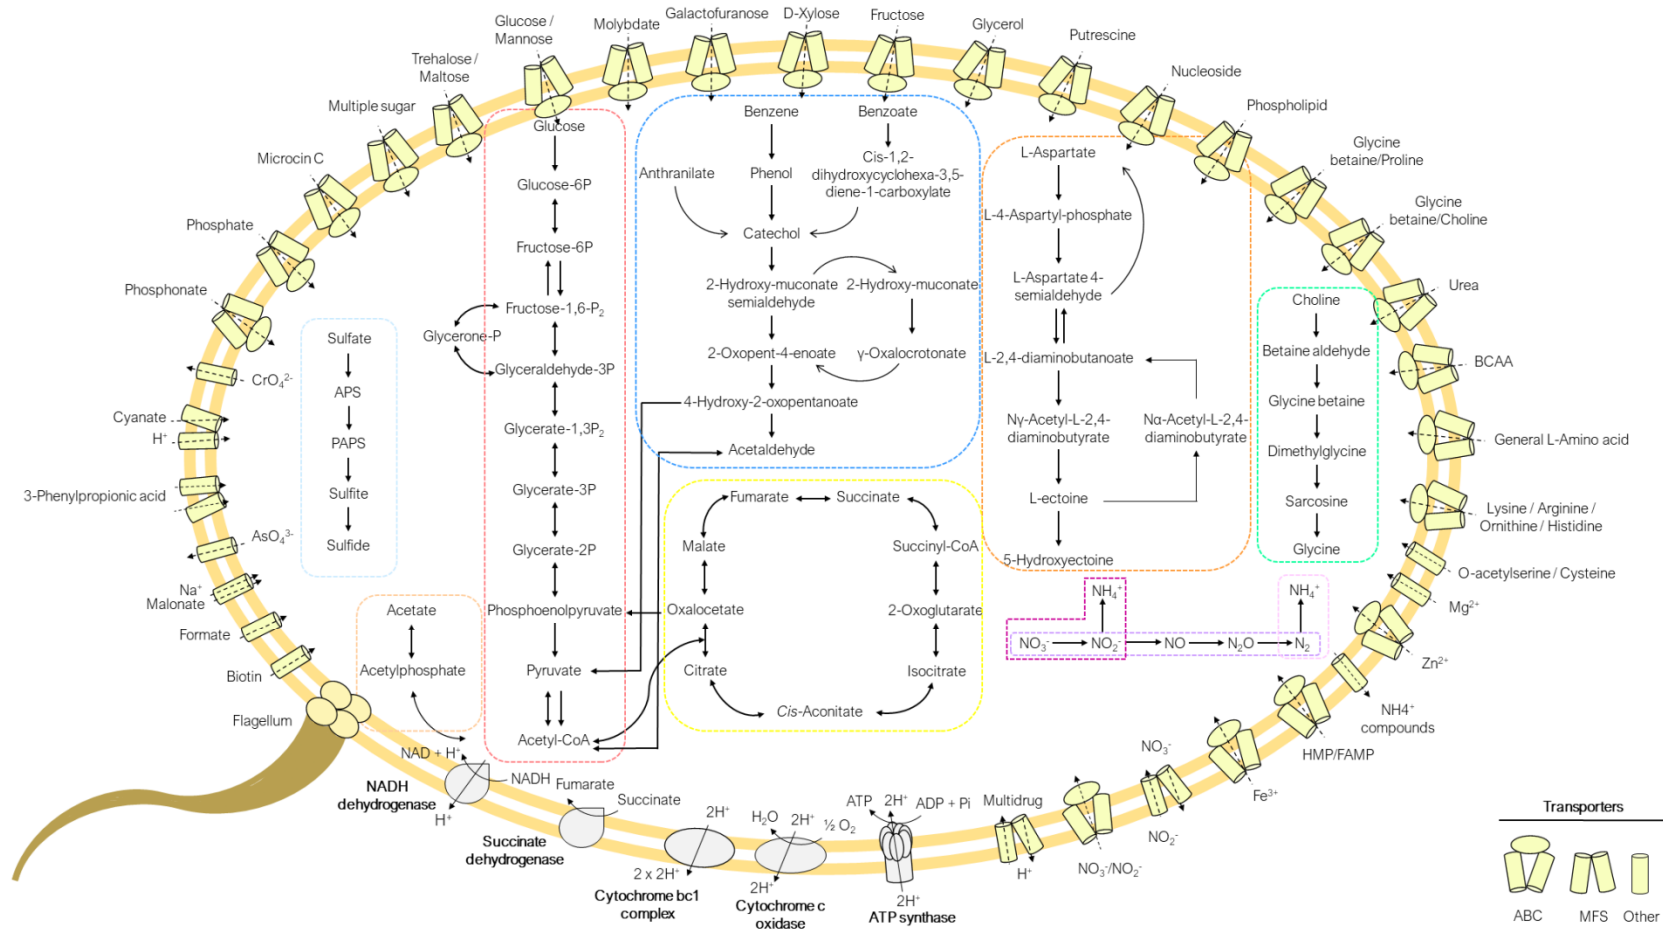 Galactofuranose
D-Xylose
Fructose
Glucose /
Mannose
Molybdate
Glycerol
Putrescine
Trehalose /
Maltose
Nucleoside
Multiple sugar
Phospholipid
Microcin C
Glycine
betaine/Proline
Phosphate
Glycine
betaine/Choline
Phosphonate
Urea
CrO₄²⁻
BCAA
Cyanate
H⁺
General L-Amino acid
3-Phenylpropionic acid
Lysine / Arginine /
Ornithine / Histidine
AsO₄³⁻
O-acetylserine / Cysteine
Na⁺
Malonate
Mg²⁺
Formate
Zn²⁺
Biotin
NH4⁺
compounds
Flagellum
HMP/FAMP
Fe³⁺
Sulfate
APS
PAPS
Sulfite
Sulfide
Acetate
Acetylphosphate
Glucose
Glucose-6P
Fructose-6P
Fructose-1,6-P₂
Glycerone-P
Glyceraldehyde-3P
Glycerate-1,3P₂
Glycerate-3P
Glycerate-2P
Phosphoenolpyruvate
Pyruvate
Acetyl-CoA
Benzene
Benzoate
Anthranilate
Phenol
Cis-1,2-
dihydroxycyclohexa-3,5-
diene-1-carboxylate
Catechol
2-Hydroxy-muconate
semialdehyde
2-Hydroxy-muconate
2-Oxopent-4-enoate
γ-Oxalocrotonate
4-Hydroxy-2-oxopentanoate
Acetaldehyde
Fumarate
Succinate
Malate
Succinyl-CoA
Oxalocetate
2-Oxoglutarate
Citrate
Isocitrate
Cis-Aconitate
L-Aspartate
L-4-Aspartyl-phosphate
L-Aspartate 4-
semialdehyde
L-2,4-diaminobutanoate
Nγ-Acetyl-L-2,4-
diaminobutyrate
Nα-Acetyl-L-2,4-
diaminobutyrate
L-ectoine
5-Hydroxyectoine
Choline
Betaine aldehyde
Glycine betaine
Dimethylglycine
Sarcosine
Glycine
NH₄⁺
NH₄⁺
NO₃⁻
NO₂⁻
NO
N₂O
N₂
NAD + H⁺
NADH
NADH
dehydrogenase
H⁺
Fumarate
Succinate
Succinate
dehydrogenase
2H⁺
2 x 2H⁺
Cytochrome bc1
complex
H₂O
2H⁺
½ O₂
2H⁺
Cytochrome c
oxidase
ATP
2H⁺
ADP + Pi
2H⁺
ATP synthase
Multidrug
H⁺
NO₃⁻/NO₂⁻
NO₃⁻
NO₂⁻
Transporters
ABC
MFS
Other